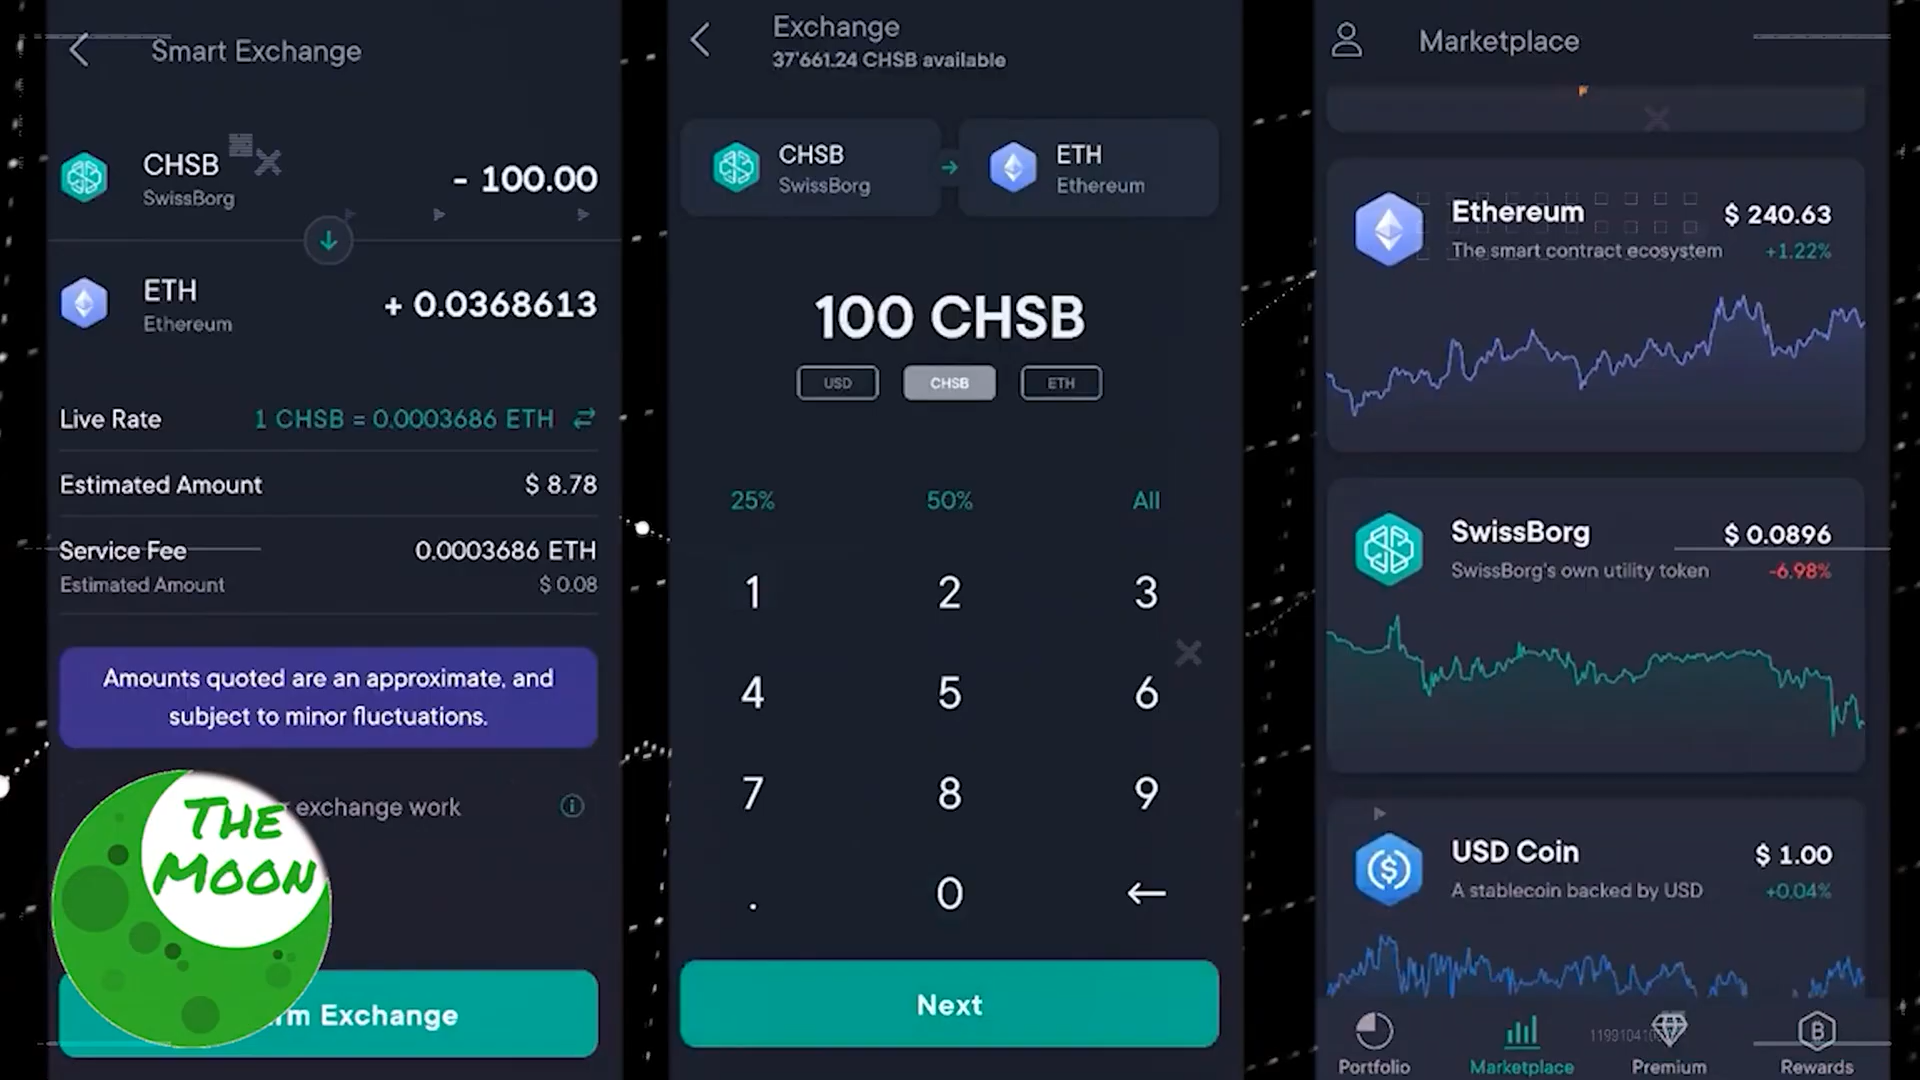 Smart Exchange
CHSB
SwissBorg
- 100.00
ETH
Ethereum
+ 0.0368613
Live Rate
1 CHSB = 0.0003686 ETH
Estimated Amount
$ 8.78
Service Fee
0.0003686 ETH
Estimated Amount
$ 0.08
Amounts quoted are an approximate, and
subject to minor fluctuations.
exchange work
THE
MOON
rm Exchange
Exchange
37'661.24 CHSB available
CHSB
SwissBorg
ETH
Ethereum
100 CHSB
USD
CHSB
ETH
25%
50%
All
1
2
3
4
5
6
7
8
9
.
0
Next
Marketplace
Ethereum
$ 240.63
The smart contract ecosystem
+1.22%
SwissBorg
$ 0.0896
SwissBorg's own utility token
-6.98%
USD Coin
$ 1.00
A stablecoin backed by USD
+0.04%
Portfolio
Marketplace
Premium
Rewards